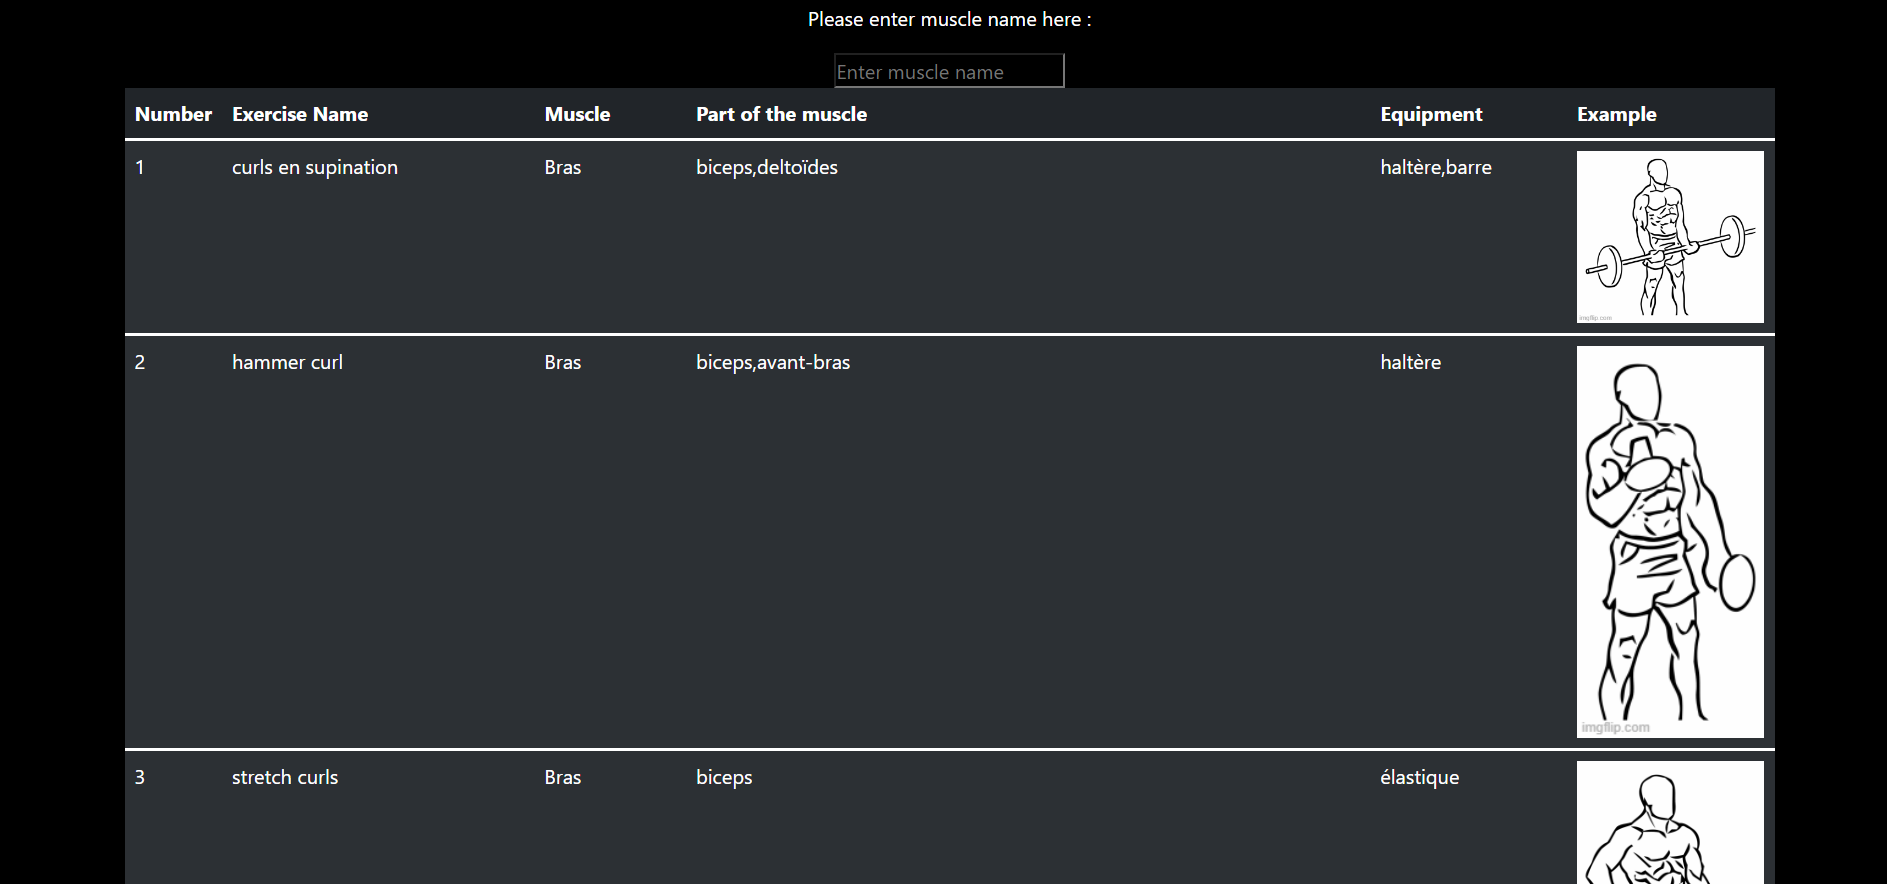 Please enter muscle name here :
Enter muscle name
Number Exercise Name Muscle Part of the muscle Equipment Example
1 curls en supination Bras biceps,deltoïdes haltère,barre
imgflip.com
2 hammer curl Bras biceps,avant-bras haltère
imgflip.com
3 stretch curls Bras biceps élastique